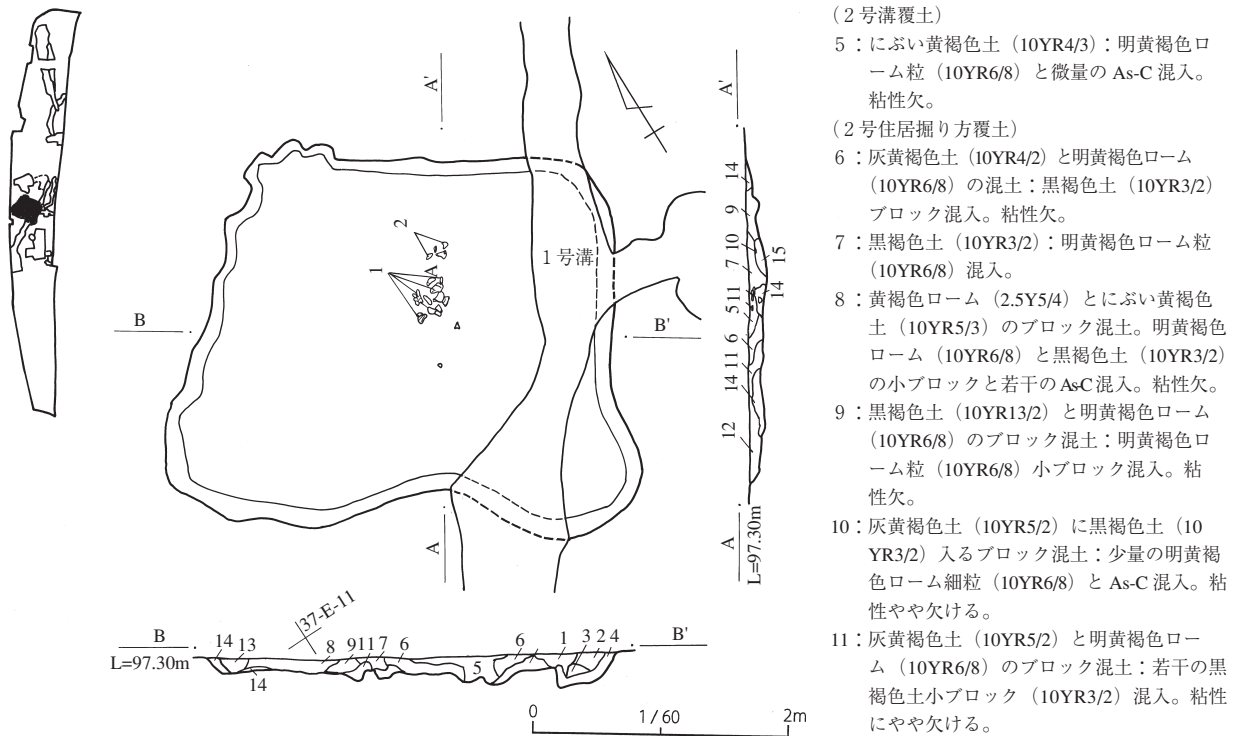 A'
A'
14
9
10
7
5 11
6
11
14
12
15
14
2
1
A
1号溝
B
B'
A
A
L=97.30m
37-E-11
B
L=97.30m
14 13
8
9 11 7 6
5
6
1
3 2 4
B'
14
0
1/60
2m
(2号溝覆土)
5：にぶい黄褐色土（10YR4/3）：明黄褐色ロ
ーム粒（10YR6/8）と微量の As-C 混入。
粘性欠。
(2号住居掘り方覆土)
6：灰黄褐色土（10YR4/2）と明黄褐色ローム
（10YR6/8）の混土：黒褐色土（10YR3/2）
ブロック混入。粘性欠。
7：黒褐色土（10YR3/2）：明黄褐色ローム粒
（10YR6/8）混入。
8：黄褐色ローム（2.5Y5/4）とにぶい黄褐色
土（10YR5/3）のブロック混土。明黄褐色
ローム（10YR6/8）と黒褐色土（10YR3/2）
の小ブロックと若干の As-C 混入。粘性欠。
9：黒褐色土（10YR13/2）と明黄褐色ローム
（10YR6/8）のブロック混土：明黄褐色ロ
ーム粒（10YR6/8）小ブロック混入。粘
性欠。
10：灰黄褐色土（10YR5/2）に黒褐色土（10
YR3/2）入るブロック混土：少量の明黄褐
色ローム細粒（10YR6/8）と As-C 混入。粘
性やや欠ける。
11：灰黄褐色土（10YR5/2）と明黄褐色ロー
ム（10YR6/8）のブロック混土：若干の黒
褐色土小ブロック（10YR3/2）混入。粘性
にやや欠ける。